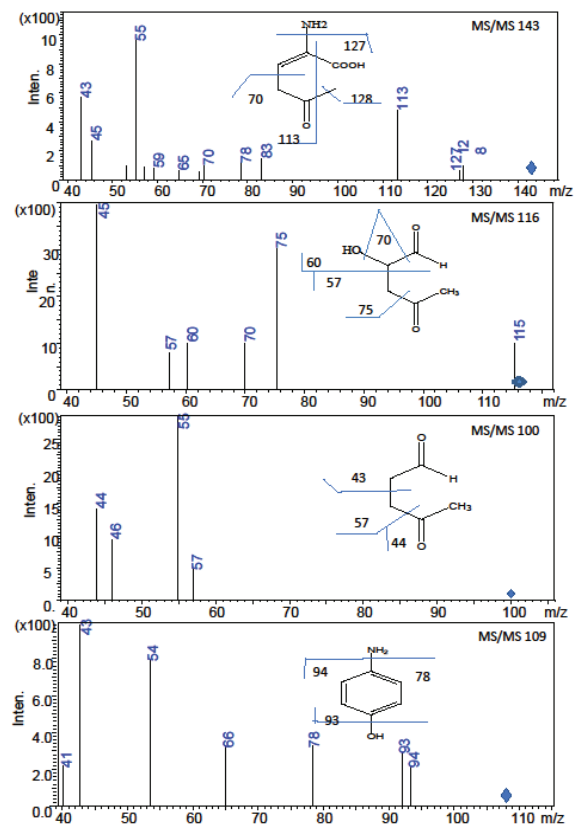 (x100)
MS/MS 143
10
8
6
4
2
0
Inten.
43
45
55
59
65
70
78
83
113
127
12
8
NH2
COOH
O
127
70
128
113
40 50 60 70 80 90 100 110 120 130 140 m/z
(x100)
MS/MS 116
30
20
10
0
Inte
n.
45
57
60
70
75
115
O
HO
H
CH3
O
70
60
57
75
40 50 60 70 80 90 100 110 m/z
(x100)
MS/MS 100
25
20
15
10
5
0.
Inten.
44
46
55
57
O
H
CH3
O
43
57
44
40 50 60 70 80 90 100 m/z
(x100)
MS/MS 109
8.0
6.0
4.0
2.0
0.0
Inten.
41
43
54
66
78
93
94
NH2
OH
94
78
93
40 50 60 70 80 90 100 110 m/z